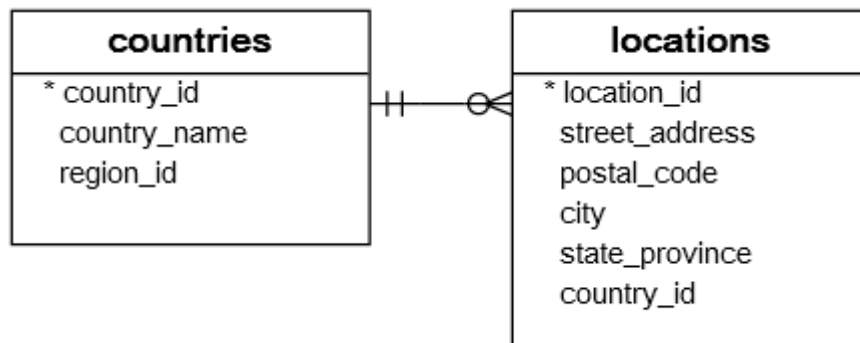 countries
* country_id
country_name
region_id
locations
* location_id
street_address
postal_code
city
state_province
country_id